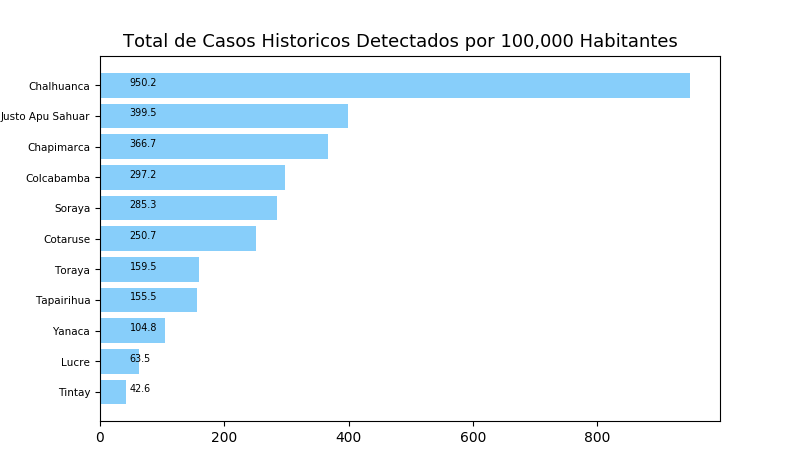 Total de Casos Historicos Detectados por 100,000 Habitantes
Chalhuanca 950.2
Justo Apu Sahuar 399.5
Chapimarca 366.7
Colcabamba 297.2
Soraya 285.3
Cotaruse 250.7
Toraya 159.5
Tapairihua 155.5
Yanaca 104.8
Lucre 63.5
Tintay 42.6
0 200 400 600 800